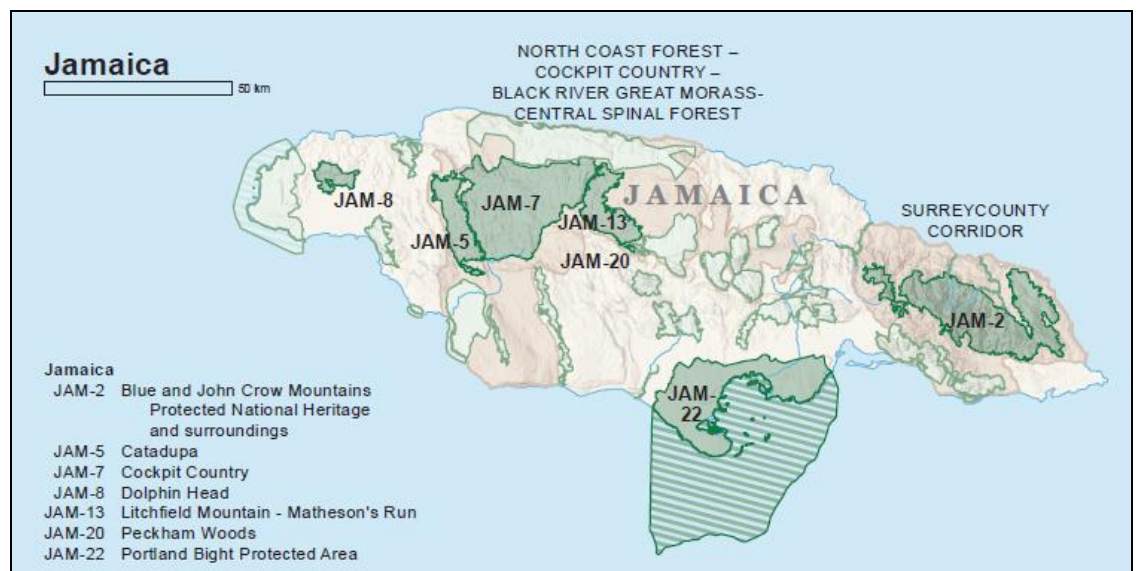 Jamaica
50 km
NORTH COAST FOREST –
COCKPIT COUNTRY –
BLACK RIVER GREAT MORASS-
CENTRAL SPINAL FOREST
JAMAICA
JAM-8
JAM-7
JAM-13
JAM-5
JAM-20
SURREYCOUNTY
CORRIDOR
JAM-2
JAM-
22
Jamaica
JAM-2 Blue and John Crow Mountains
Protected National Heritage
and surroundings
JAM-5 Catadupa
JAM-7 Cockpit Country
JAM-8 Dolphin Head
JAM-13 Litchfield Mountain - Matheson's Run
JAM-20 Peckham Woods
JAM-22 Portland Bight Protected Area